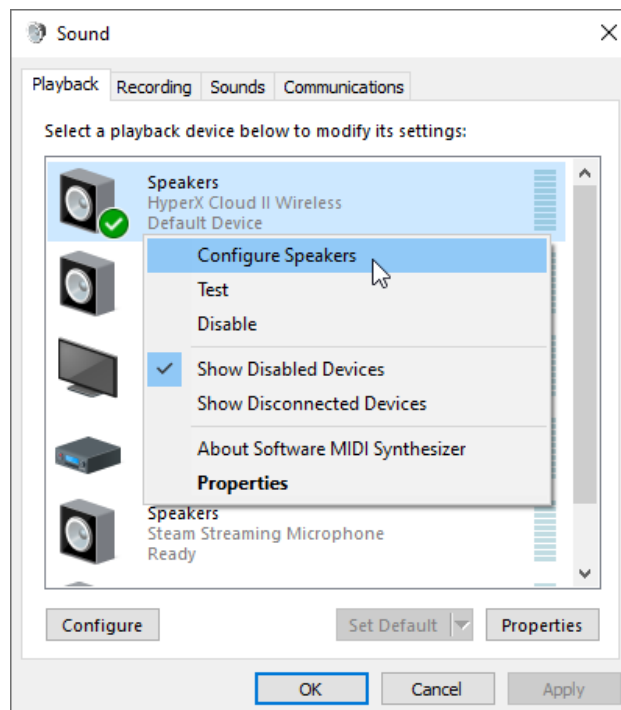 Sound
Playback Recording Sounds Communications
Select a playback device below to modify its settings:
Speakers
HyperX Cloud II Wireless
Default Device
Configure Speakers
Test
Disable
Show Disabled Devices
Show Disconnected Devices
About Software MIDI Synthesizer
Properties
Speakers
Steam Streaming Microphone
Ready
Configure Set Default Properties
OK Cancel Apply